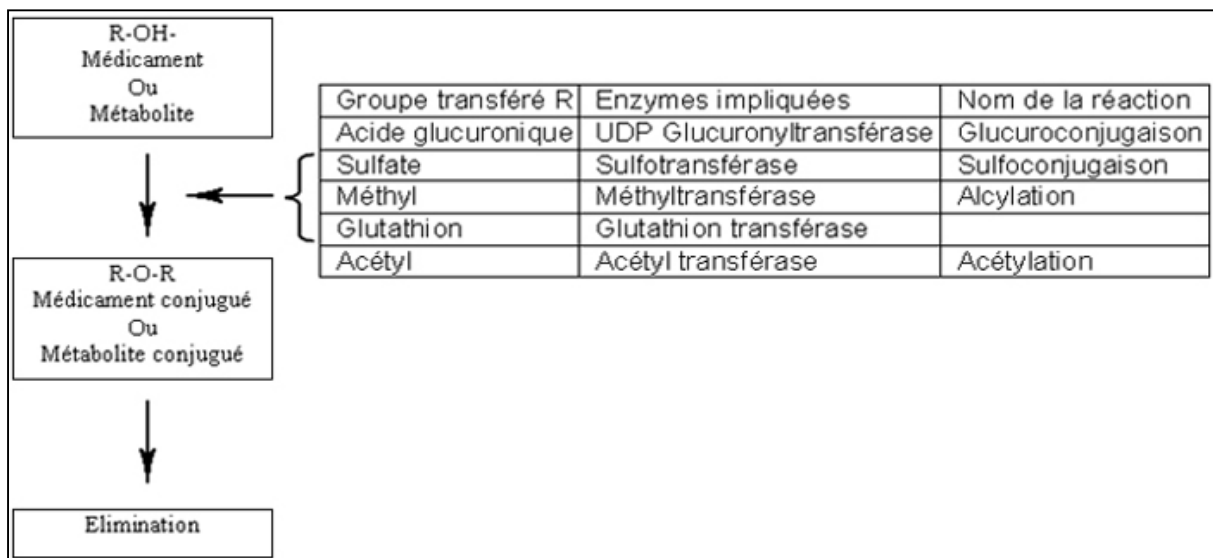 R-OH-
Médicament
Ou
Métabolite
Groupe transféré R Enzymes impliquées Nom de la réaction
Acide glucuronique UDP Glucuronyltransférase Glucuroconjugaison
Sulfate Sulfotransférase Sulfoconjugaison
Méthyl Méthyltransférase Alcylation
Glutathion Glutathion transférase
Acétyl Acétyl transférase Acétylation
R-O-R
Médicament conjugué
Ou
Métabolite conjugué
Elimination